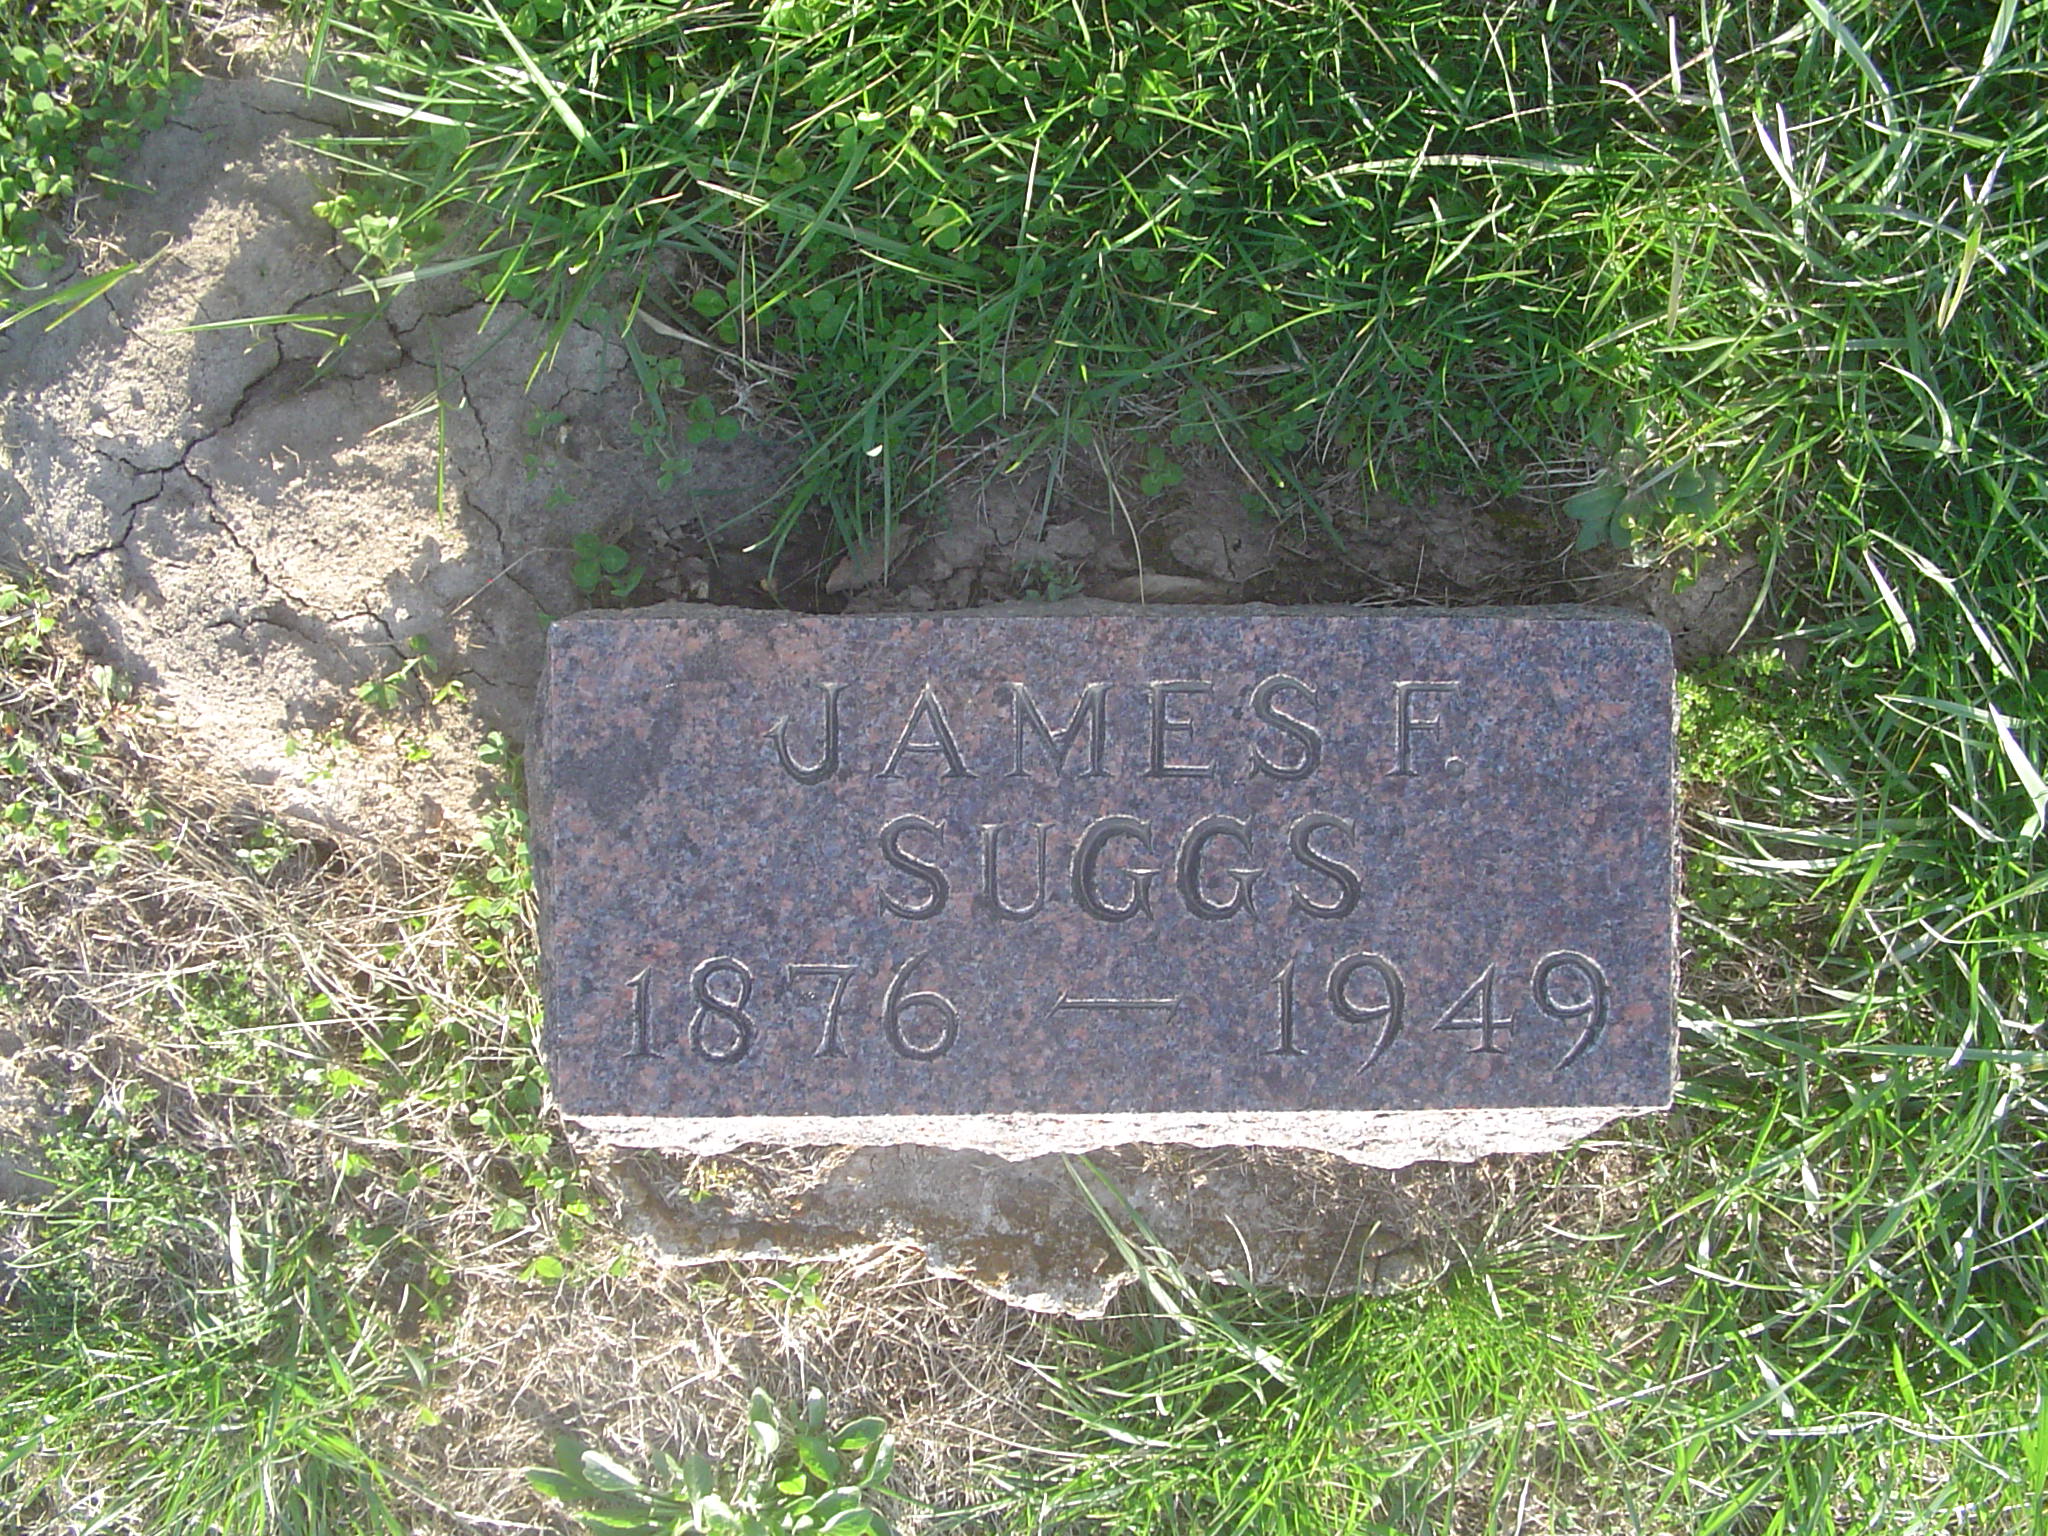 JAMES F.
SUGGS
1876 — 1949